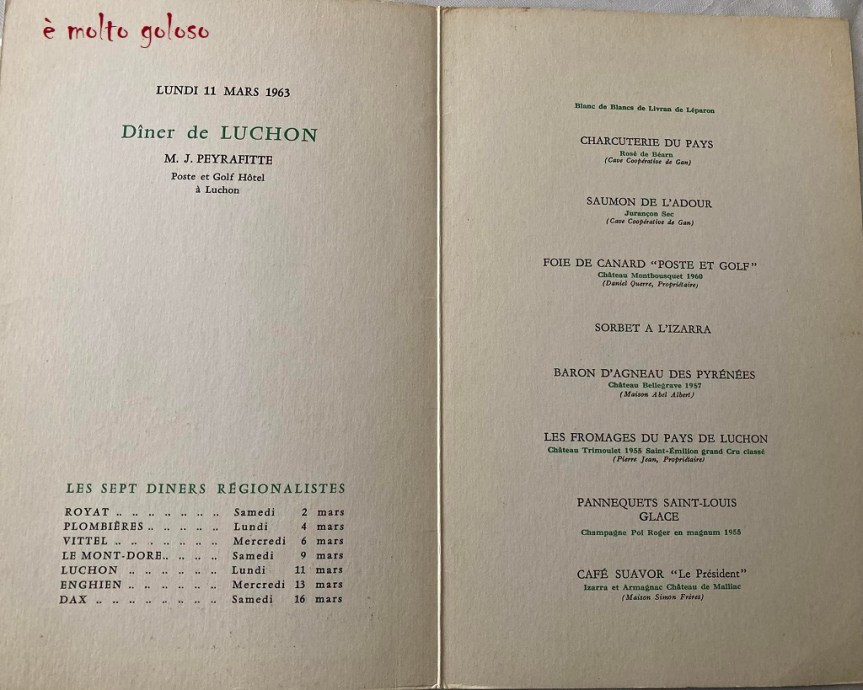 è molto goloso
LUNDI 11 MARS 1963
Dîner de LUCHON
M. J. PEYRAFITTE
Poste et Golf Hôtel
à Luchon
LES SEPT DINERS RÉGIONALISTES
ROYAT .. .. .. .. .. .. .. Samedi 2 mars
PLOMBIÈRES .. .. .. .. .. Lundi 4 mars
VITTEL .. .. .. .. .. .. .. Mercredi 6 mars
LE MONT-DORE.. .. .. .. Samedi 9 mars
LUCHON .. .. .. .. .. .. Lundi 11 mars
ENGHIEN .. .. .. .. .. .. Mercredi 13 mars
DAX .. .. .. .. .. .. .. .. Samedi 16 mars
Blanc de Blancs de Livran de Léparon
CHARCUTERIE DU PAYS
Rosé de Béarn
(Cave Coopérative de Gan)
SAUMON DE L'ADOUR
Jurançon Sec
(Cave Coopérative de Gan)
FOIE DE CANARD "POSTE ET GOLF"
Château Montbousquet 1960
(Daniel Querre, Propriétaire)
SORBET A L'IZARRA
BARON D'AGNEAU DES PYRÉNÉES
Château Bellegrave 1957
(Maison Abel Albert)
LES FROMAGES DU PAYS DE LUCHON
Château Trimoulet 1955 Saint-Émilion grand Cru classé
(Pierre Jean, Propriétaire)
PANNEQUETS SAINT-LOUIS
GLACE
Champagne Pol Roger en magnum 1955
CAFÉ SUAVOR "Le Président"
Izarra et Armagnac Château de Malliac
(Maison Simon Frères)